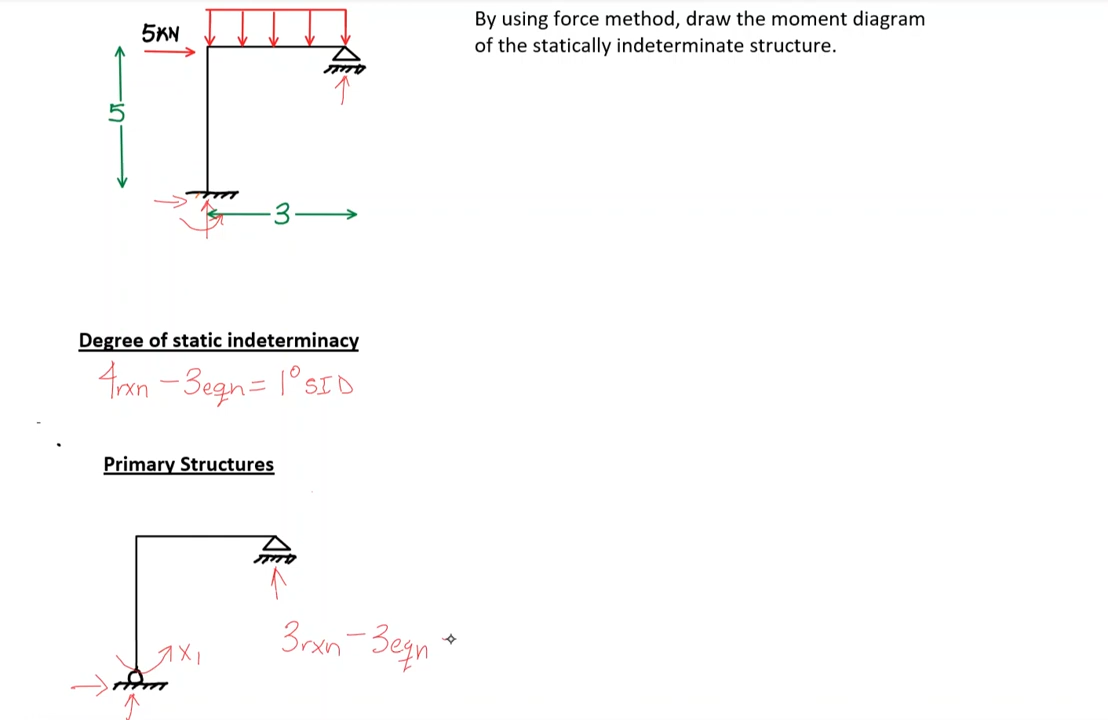 By using force method, draw the moment diagram
of the statically indeterminate structure.
5KN
5
3
Degree of static indeterminacy
4rxn - 3eqn = 1° SID
Primary Structures
X1
3rxn - 3eqn